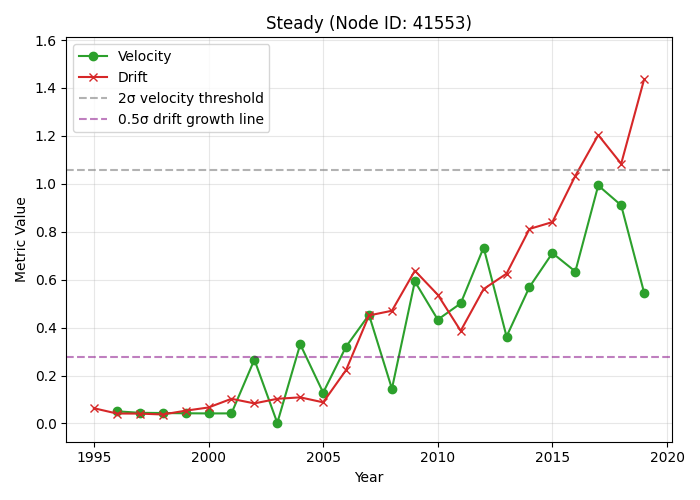 Steady (Node ID: 41553)
Velocity
Drift
2σ velocity threshold
0.5σ drift growth line
Metric Value
1.6
1.4
1.2
1.0
0.8
0.6
0.4
0.2
0.0
1995 2000 2005 2010 2015 2020
Year